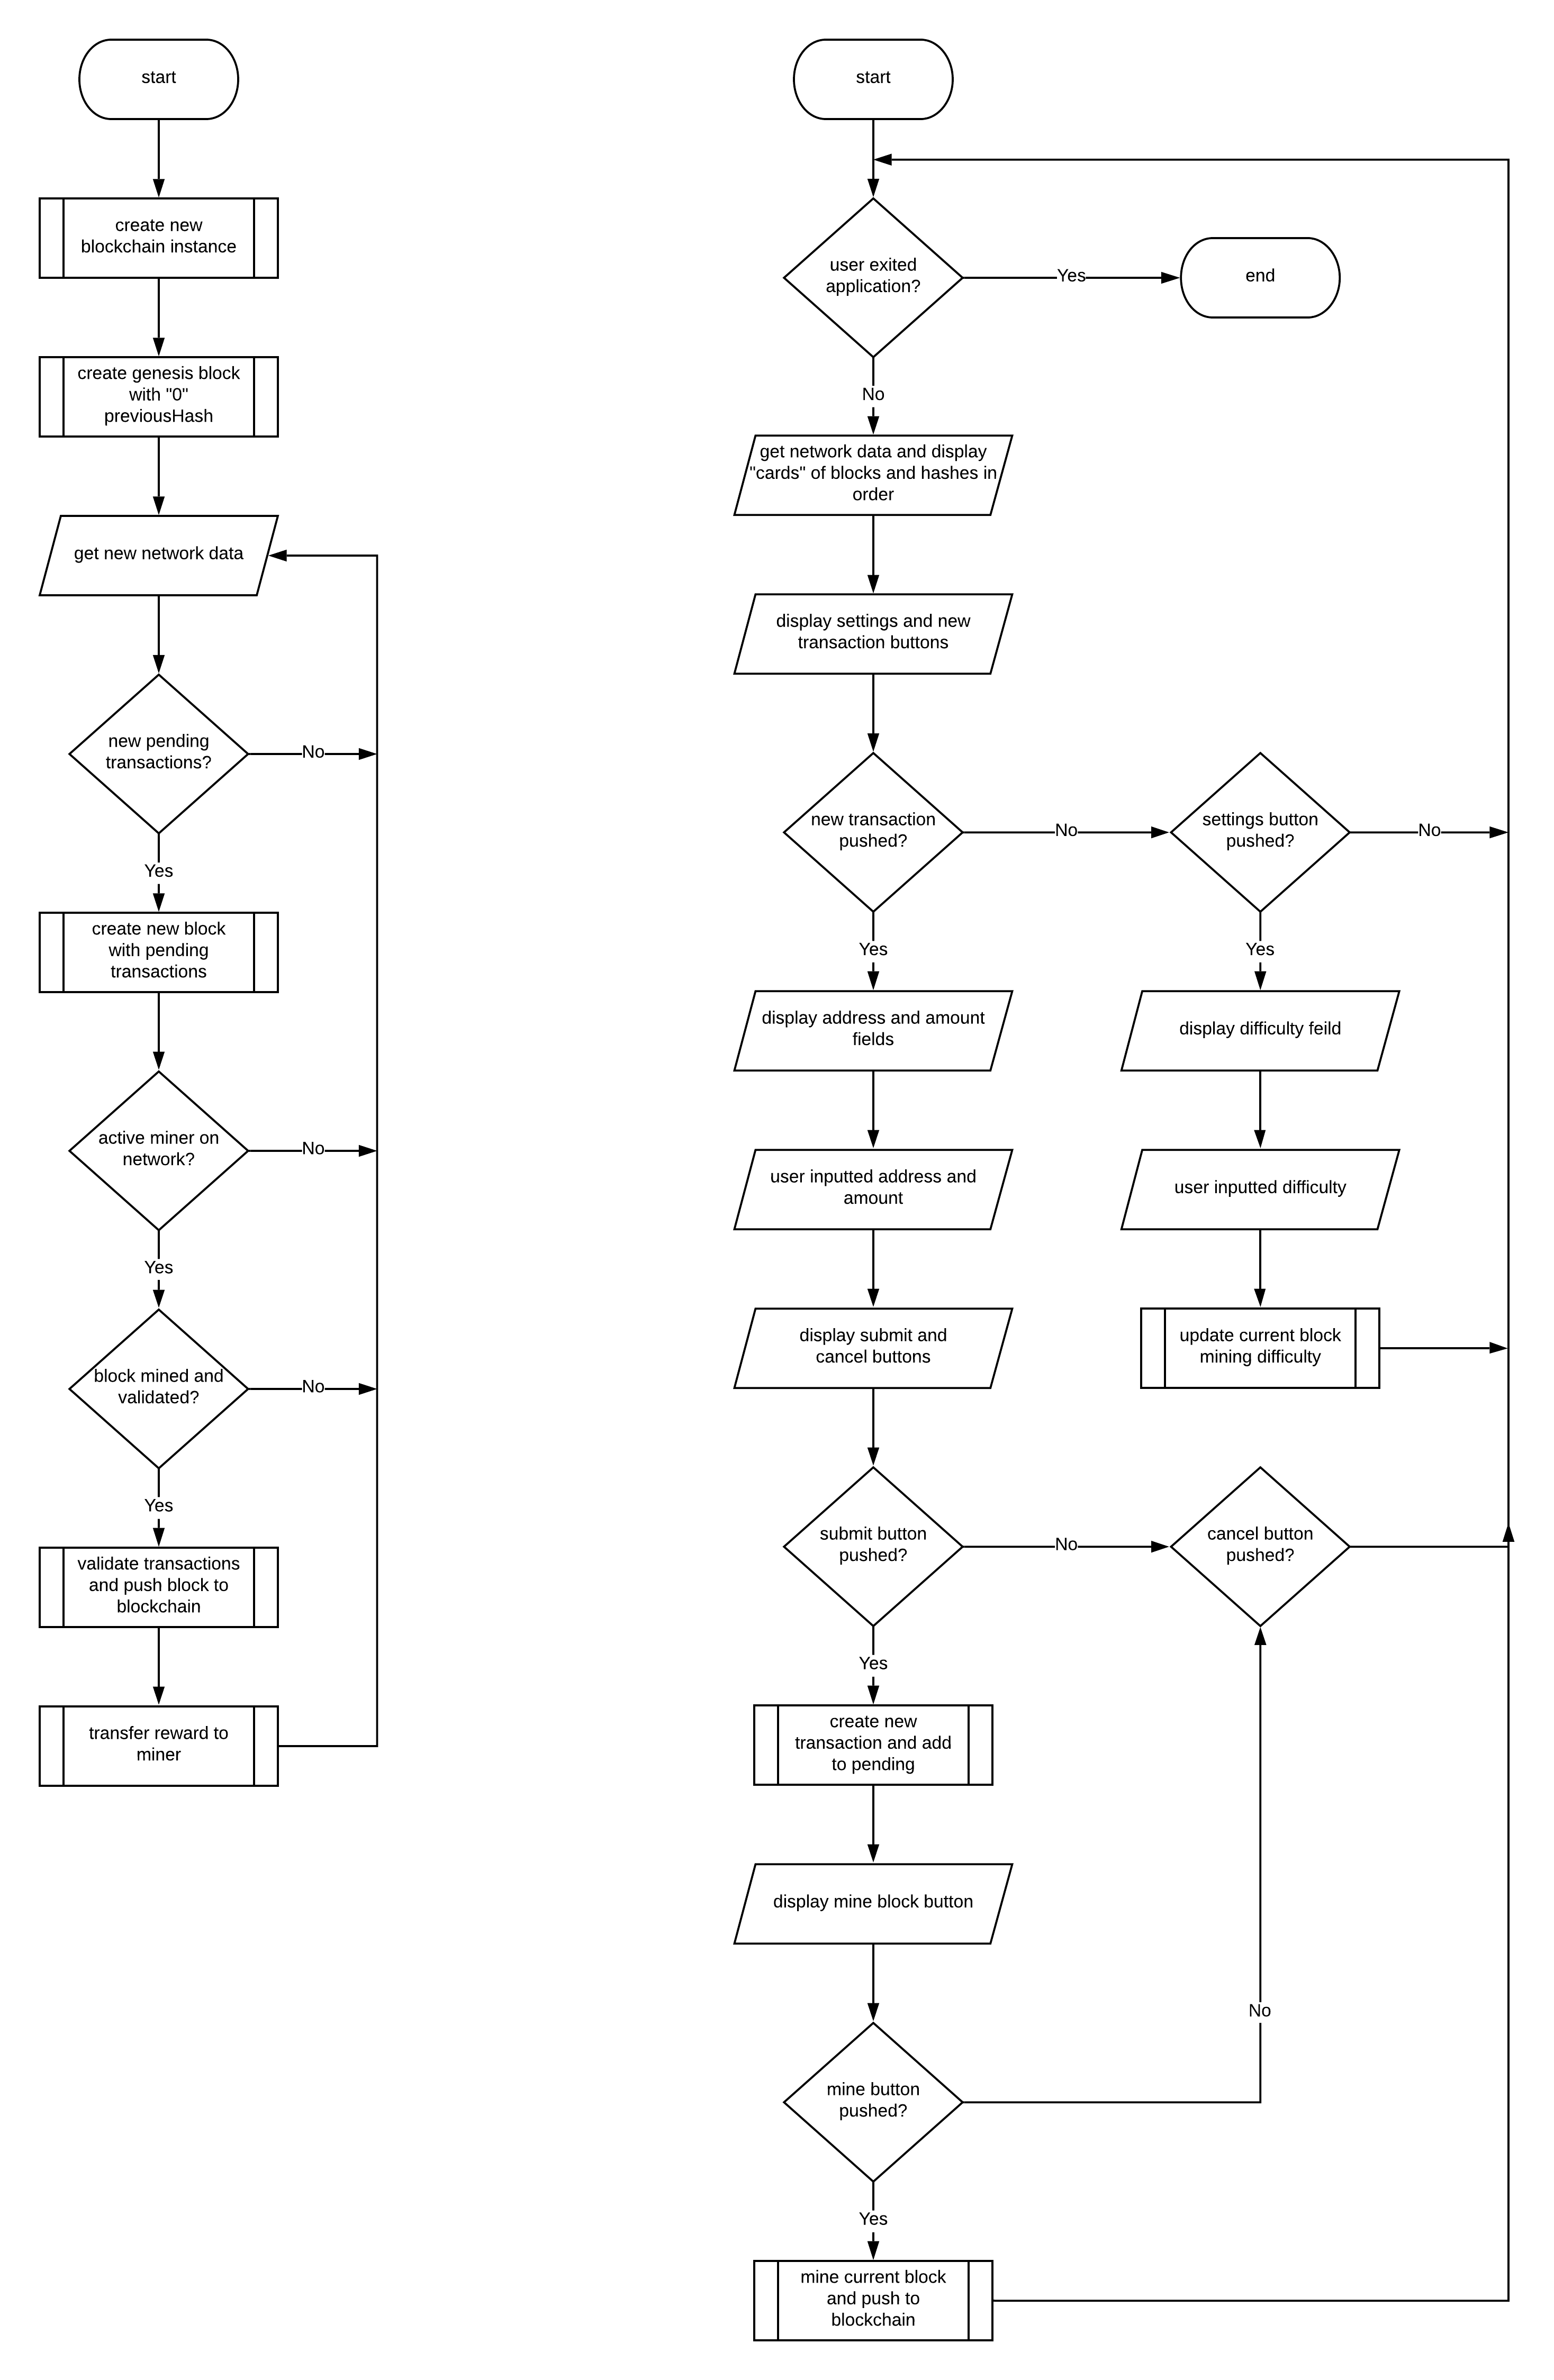 start
create new
blockchain instance
create genesis block
with "0"
previousHash
get new network data
new pending
transactions?
No
Yes
create new block
with pending
transactions
active miner on
network?
No
Yes
block mined and
validated?
No
Yes
validate transactions
and push block to
blockchain
transfer reward to
miner
start
user exited
application?
Yes
end
No
get network data and display
"cards" of blocks and hashes in
order
display settings and new
transaction buttons
new transaction
pushed?
No
settings button
pushed?
No
Yes
Yes
display address and amount
fields
display difficulty feild
user inputted address and
amount
user inputted difficulty
display submit and
cancel buttons
update current block
mining difficulty
submit button
pushed?
No
cancel button
pushed?
Yes
create new
transaction and add
to pending
display mine block button
No
mine button
pushed?
Yes
mine current block
and push to
blockchain